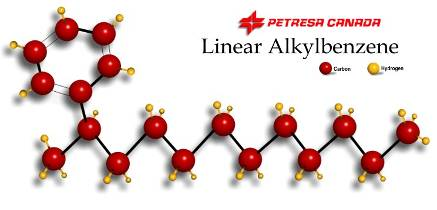 PETRESA CANADA
Linear Alkylbenzene
Carbon Hydrogen